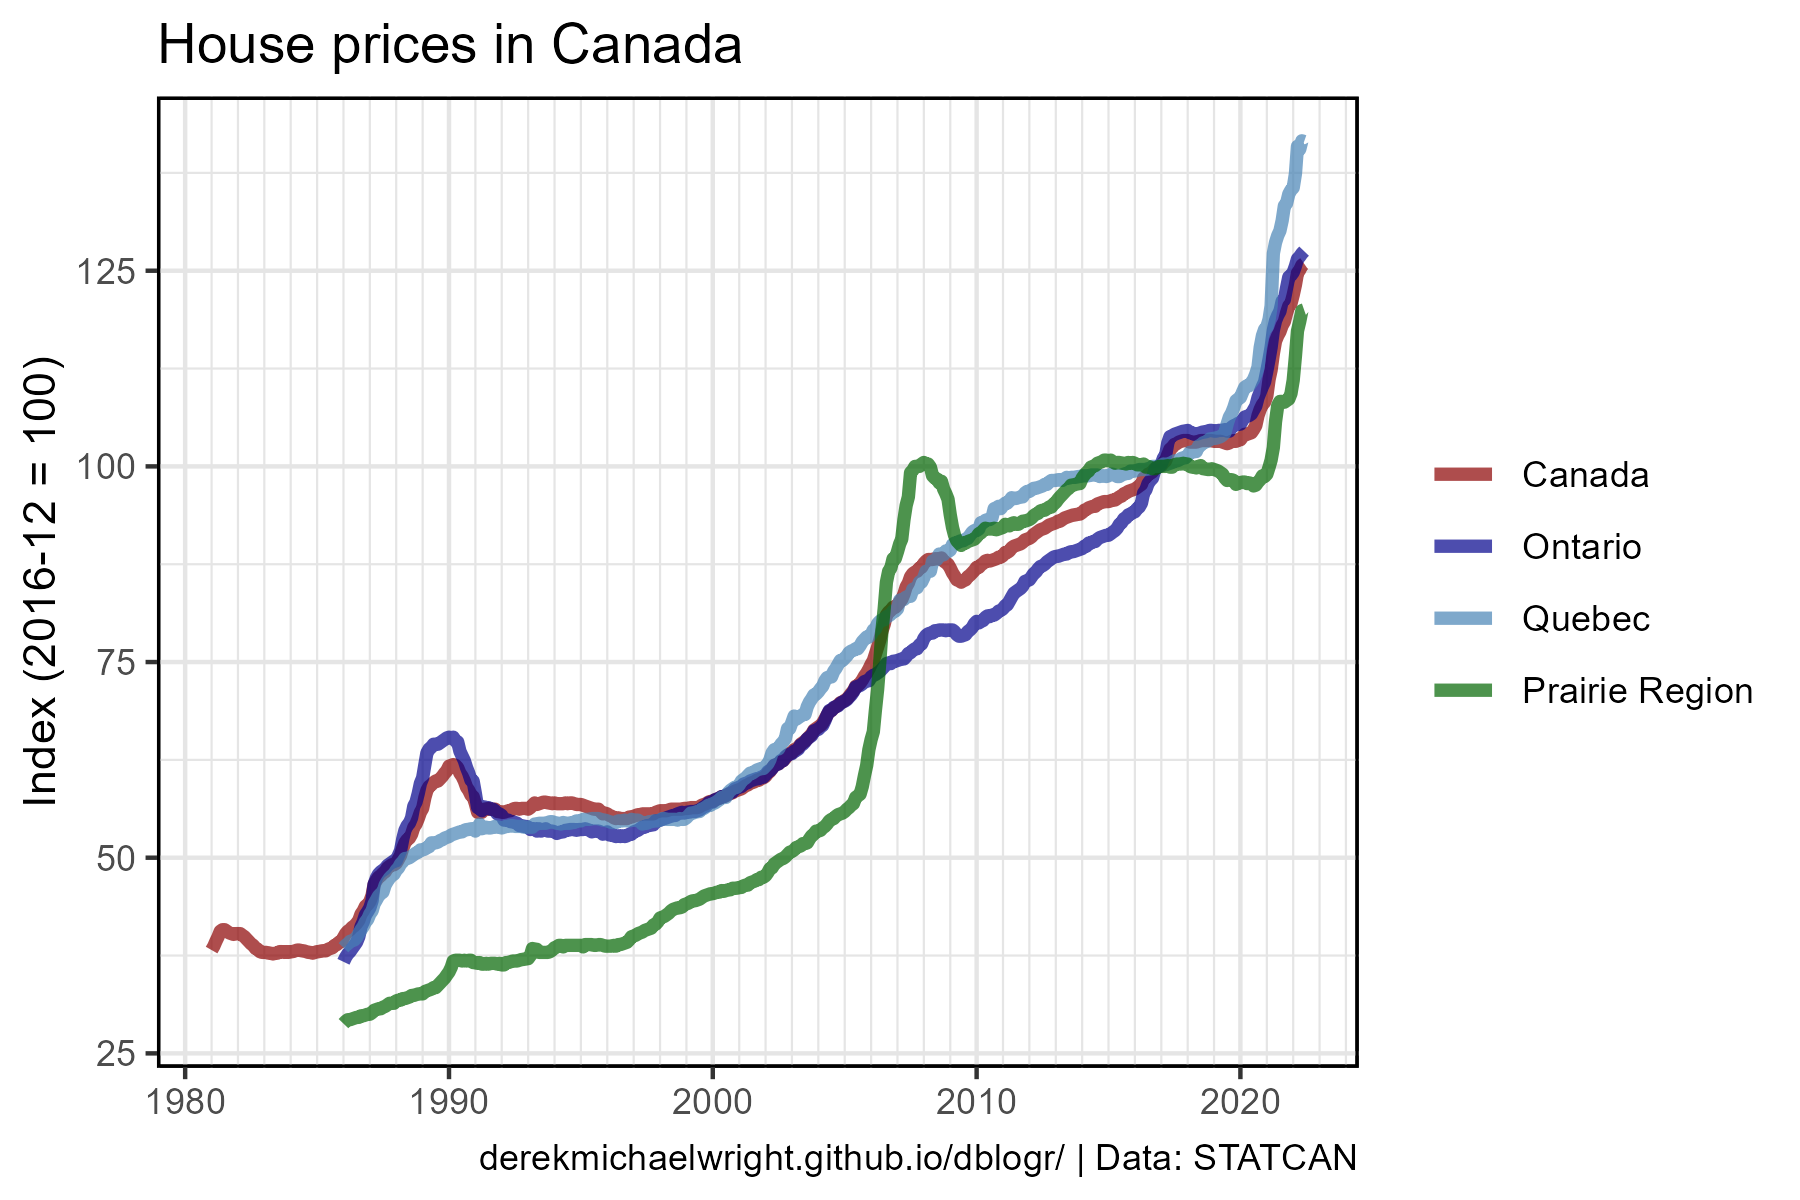 House prices in Canada
Index (2016-12 = 100)
125
100
75
50
25
1980 1990 2000 2010 2020
Canada
Ontario
Quebec
Prairie Region
derekmichaelwright.github.io/dblogr/ | Data: STATCAN